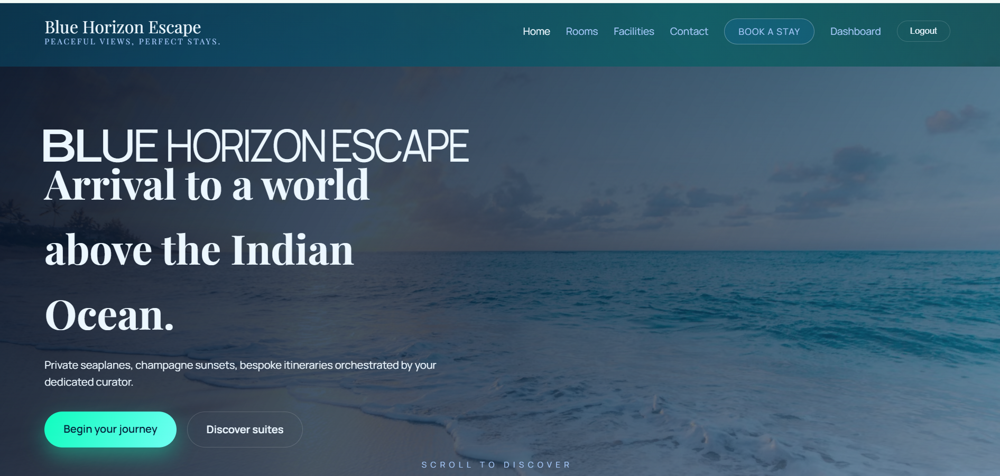 Blue Horizon Escape
PEACEFUL VIEWS, PERFECT STAYS.
Home Rooms Facilities Contact BOOK A STAY Dashboard Logout
BLUE HORIZON ESCAPE
Arrival to a world
above the Indian
Ocean.
Private seaplanes, champagne sunsets, bespoke itineraries orchestrated by your
dedicated curator.
Begin your journey Discover suites
SCROLL TO DISCOVER